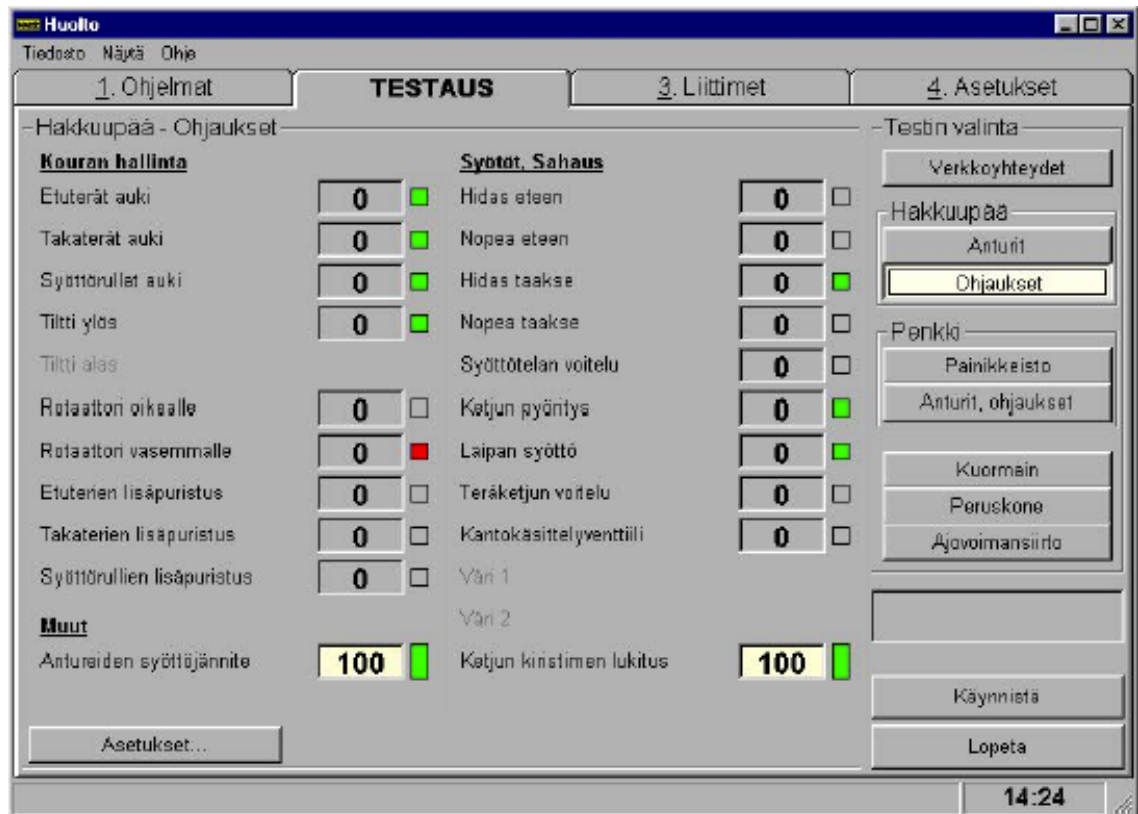 Huolto
Tiedosto Näytä Ohje
1. Ohjelmat TESTAUS 3. Liittimet 4. Asetukset
Hakkuupää - Ohjaukset
Kouran hallinta
Etuterät auki 0
Takaterät auki 0
Syöttörullat auki 0
Tiltti ylös 0
Tiltti alas
Rotaattori oikealle 0
Rotaattori vasemmalle 0
Etuterien lisäpuristus 0
Takaterien lisäpuristus 0
Syöttörullien lisäpuristus 0
Muut
Antureiden syöttöjännite 100
Asetukset...
Syötöt, Sahaus
Hidas eteen 0
Nopea eteen 0
Hidas taakse 0
Nopea taakse 0
Syöttötelan voitelu 0
Ketjun pyöritys 0
Laipan syöttö 0
Teräketjun voitelu 0
Kantokäsittelyventtiili 0
Väri 1
Väri 2
Ketjun kiristimen lukitus 100
Testin valinta
Verkkoyhteydet
Hakkuupää
Anturit
Ohjaukset
Penkki
Painikkeisto
Anturit, ohjaukset
Kuormain
Peruskone
Ajovoimansiirto
Käynnistä
Lopeta
14:24